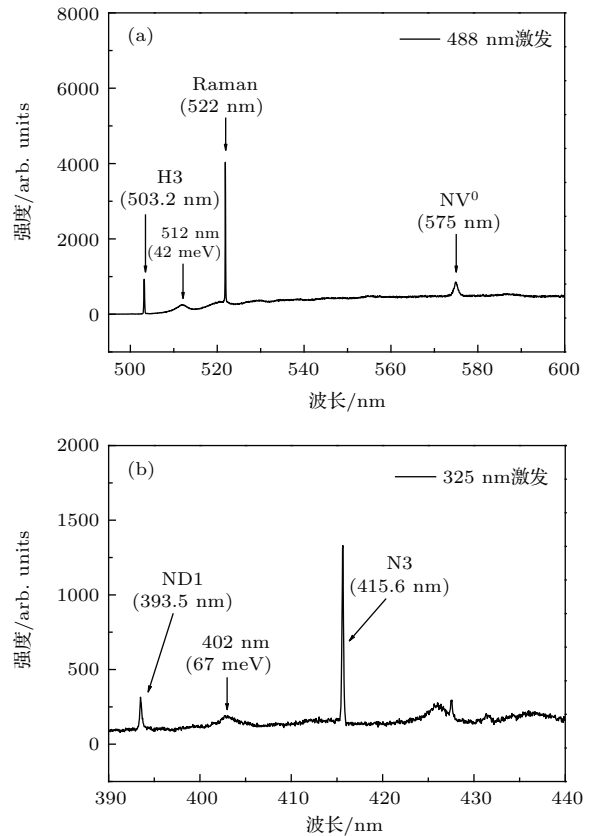 (a)
488 nm激发
Raman
(522 nm)
H3
(503.2 nm)
512 nm
(42 meV)
NV⁰
(575 nm)
8000
6000
4000
2000
0
强度/arb. units
500 520 540 560 580 600
波长/nm
(b)
325 nm激发
ND1
(393.5 nm)
402 nm
(67 meV)
N3
(415.6 nm)
2000
1500
1000
500
0
强度/arb. units
390 400 410 420 430 440
波长/nm